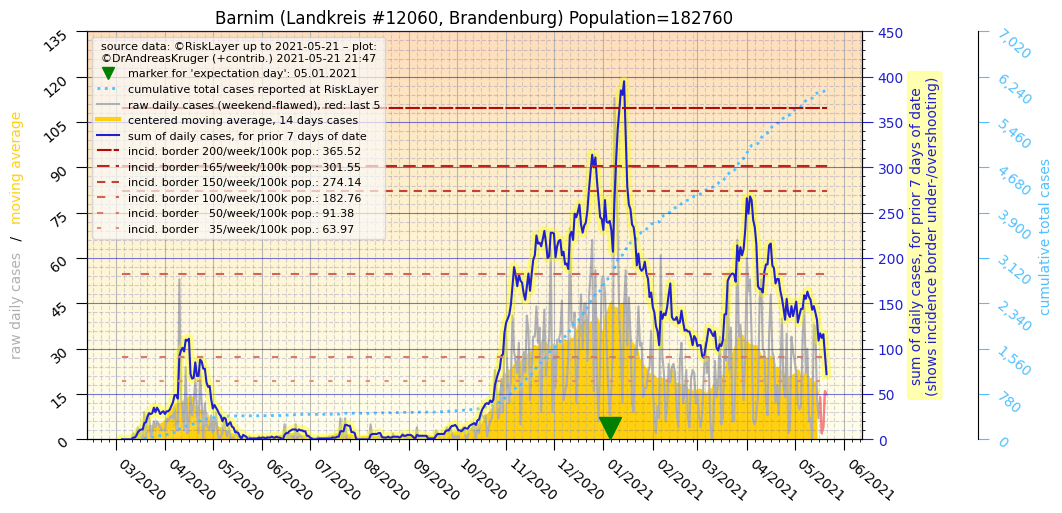 Barnim (Landkreis #12060, Brandenburg) Population=182760
source data: ©RiskLayer up to 2021-05-21 – plot:
©DrAndreasKruger (+contrib.) 2021-05-21 21:47
marker for 'expectation day': 05.01.2021
cumulative total cases reported at RiskLayer
raw daily cases (weekend-flawed), red: last 5
centered moving average, 14 days cases
sum of daily cases, for prior 7 days of date
incid. border 200/week/100k pop.: 365.52
incid. border 165/week/100k pop.: 301.55
incid. border 150/week/100k pop.: 274.14
incid. border 100/week/100k pop.: 182.76
incid. border   50/week/100k pop.: 91.38
incid. border   35/week/100k pop.: 63.97
raw daily cases   /   moving average
135
120
105
90
75
60
45
30
15
0
03/2020
04/2020
05/2020
06/2020
07/2020
08/2020
09/2020
10/2020
11/2020
12/2020
01/2021
02/2021
03/2021
04/2021
05/2021
06/2021
450
400
350
300
250
200
150
100
50
0
sum of daily cases, for prior 7 days of date
(shows incidence border under-/overshooting)
7,020
6,240
5,460
4,680
3,900
3,120
2,340
1,560
780
0
cumulative total cases